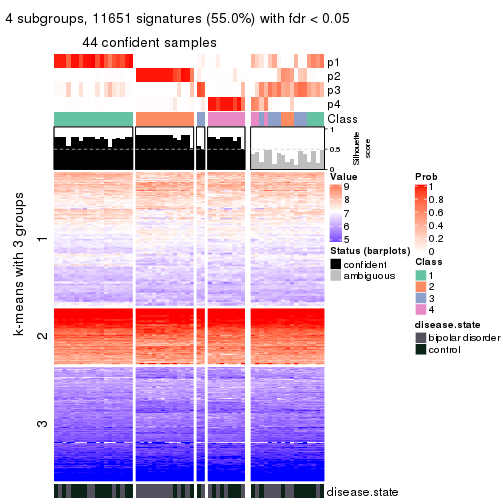 4 subgroups, 11651 signatures (55.0%) with fdr < 0.05
44 confident samples
p1
p2
p3
p4
Class
1
0.5
0
Silhouette
score
k-means with 3 groups
1
2
3
disease.state
Value
9
8
7
6
5
Status (barplots)
confident
ambiguous
Prob
1
0.8
0.6
0.4
0.2
0
Class
1
2
3
4
disease.state
bipolar disorder
control